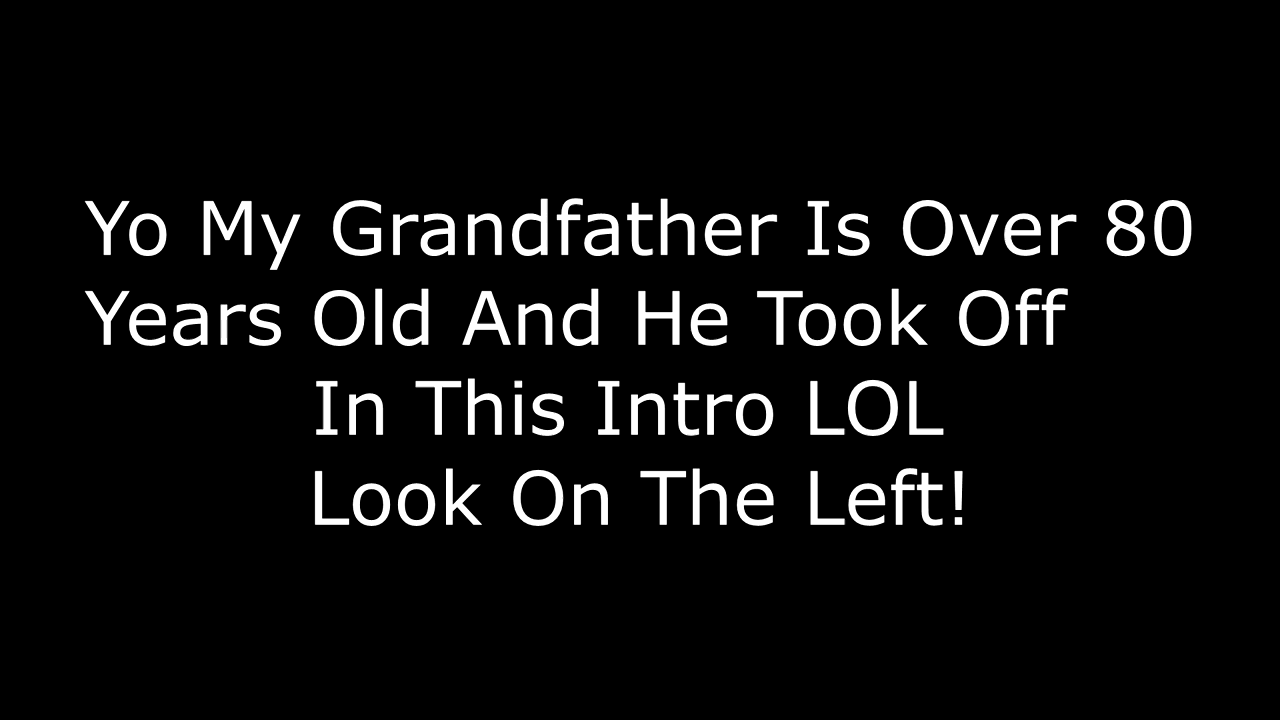 Yo My Grandfather Is Over 80
Years Old And He Took Off
In This Intro LOL
Look On The Left!